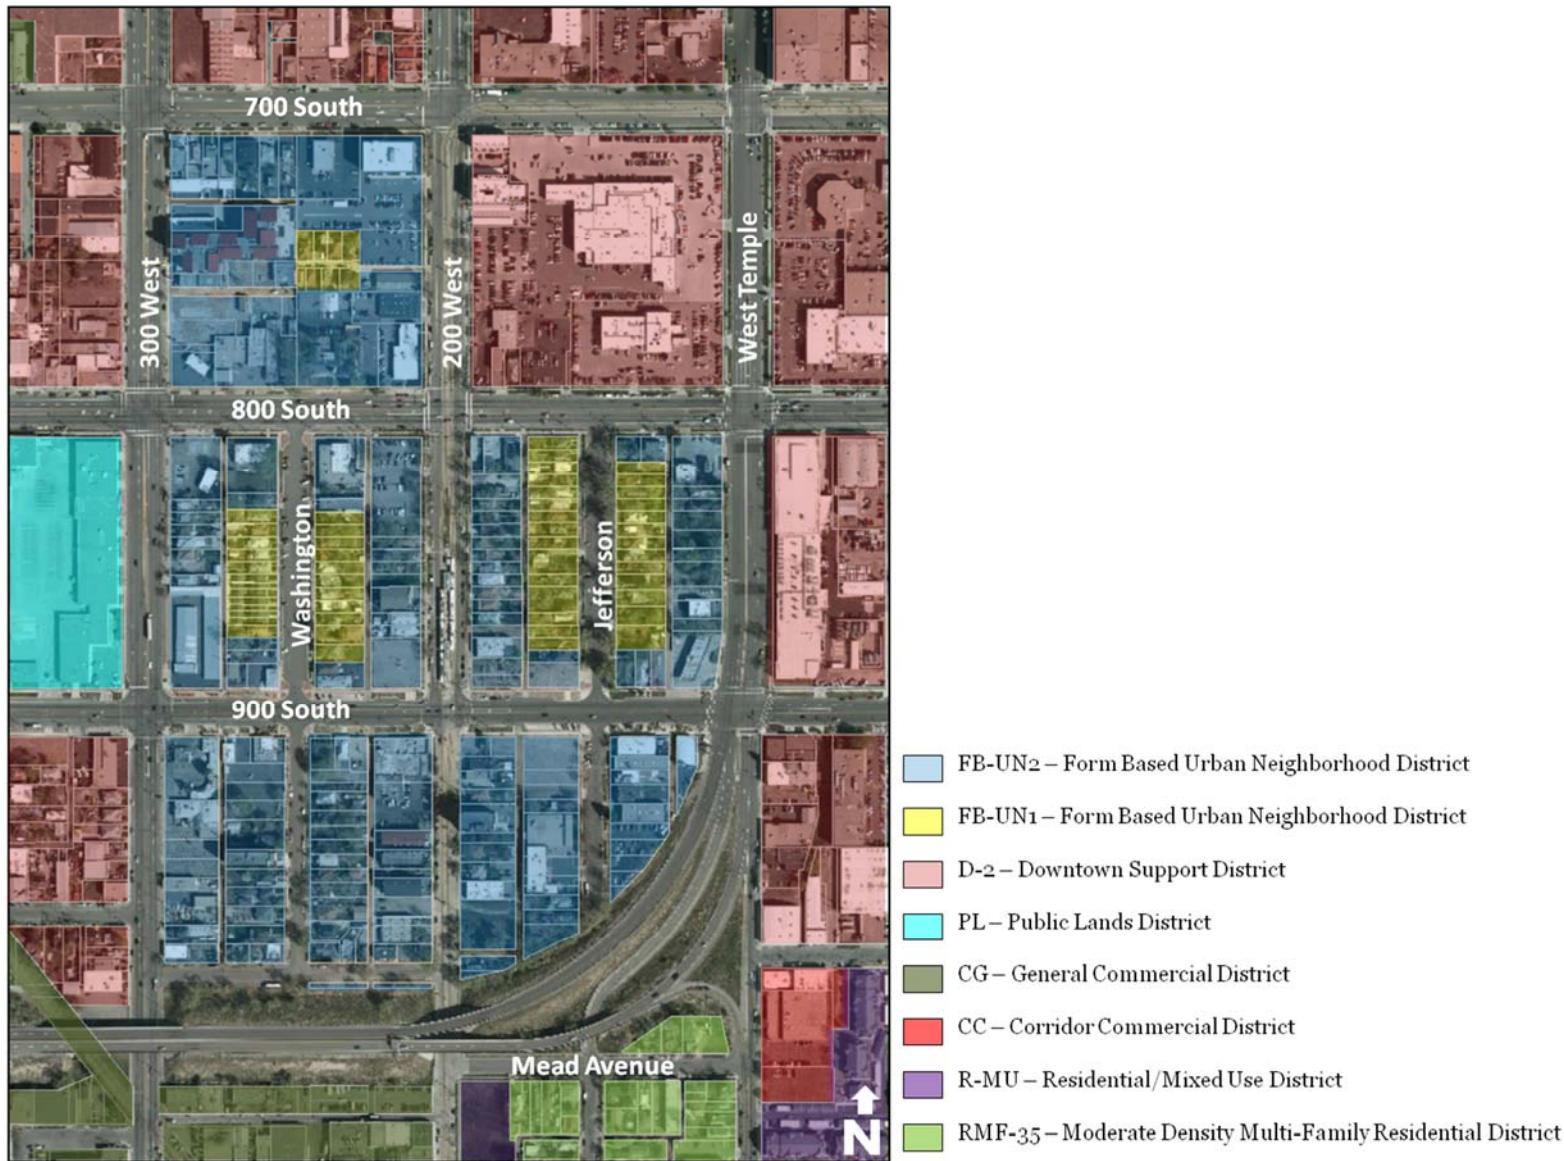 700 South
300 West
200 West
West Temple
800 South
Washington
Jefferson
900 South
Mead Avenue
N
FB-UN2 – Form Based Urban Neighborhood District
FB-UN1 – Form Based Urban Neighborhood District
D-2 – Downtown Support District
PL – Public Lands District
CG – General Commercial District
CC – Corridor Commercial District
R-MU – Residential/Mixed Use District
RMF-35 – Moderate Density Multi-Family Residential District